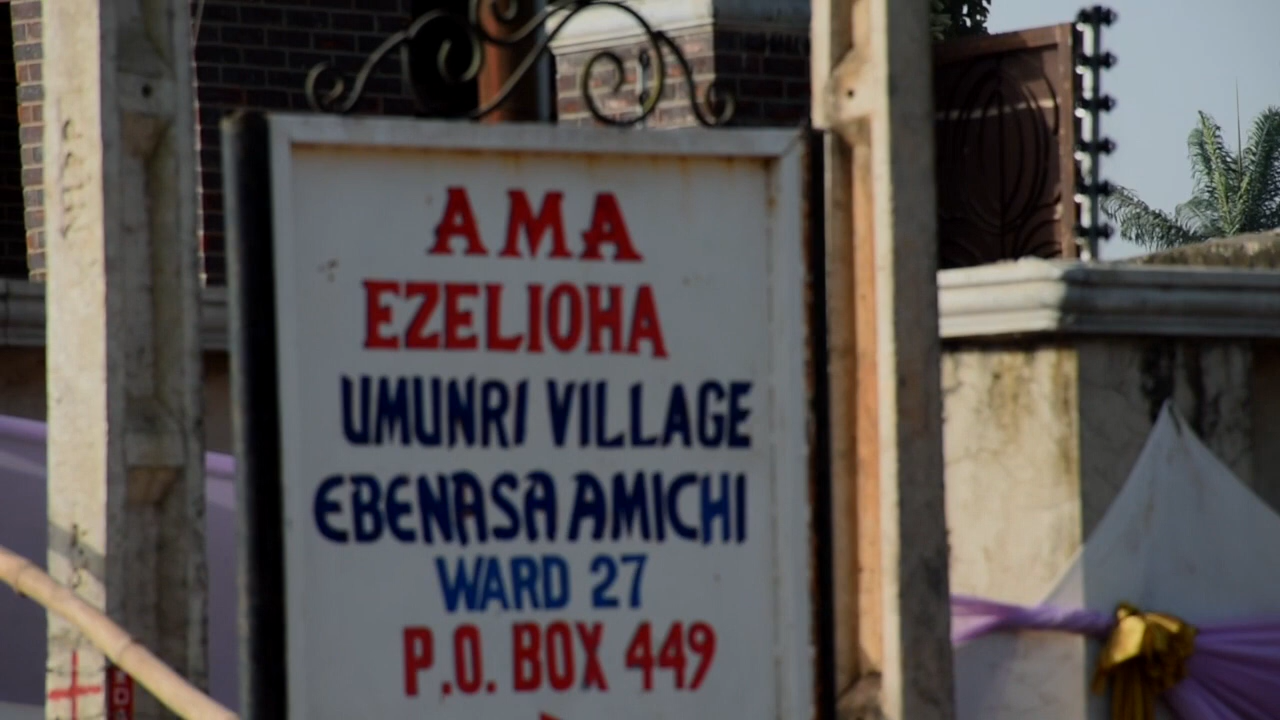 AMA
EZELIOHA
UMUNRI VILLAGE
EBENASA AMICHI
WARD 27
P.O. BOX 449